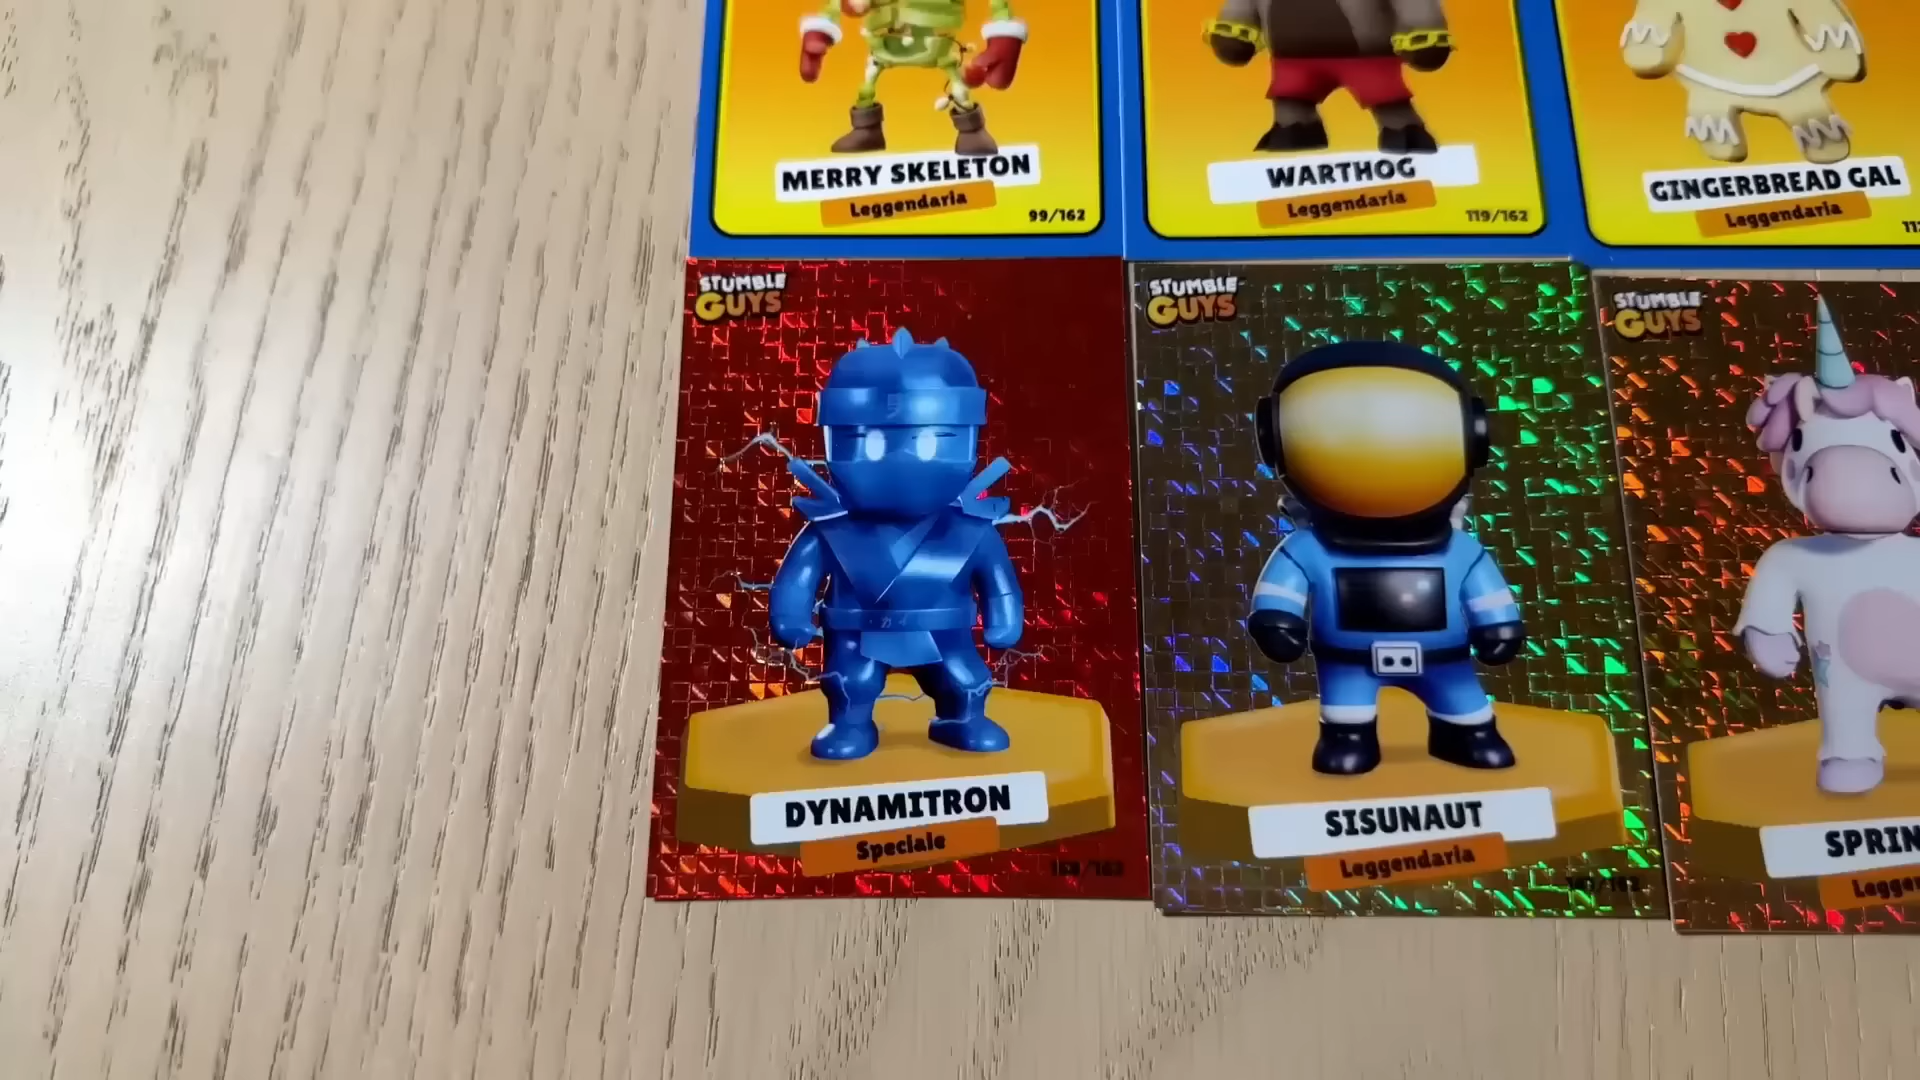 MERRY SKELETON
Leggendaria
99/162
WARTHOG
Leggendaria
119/162
GINGERBREAD GAL
Leggendaria
STUMBLE
GUYS
DYNAMITRON
Speciale
STUMBLE
GUYS
SISUNAUT
Leggendaria
STUMBLE
GUYS